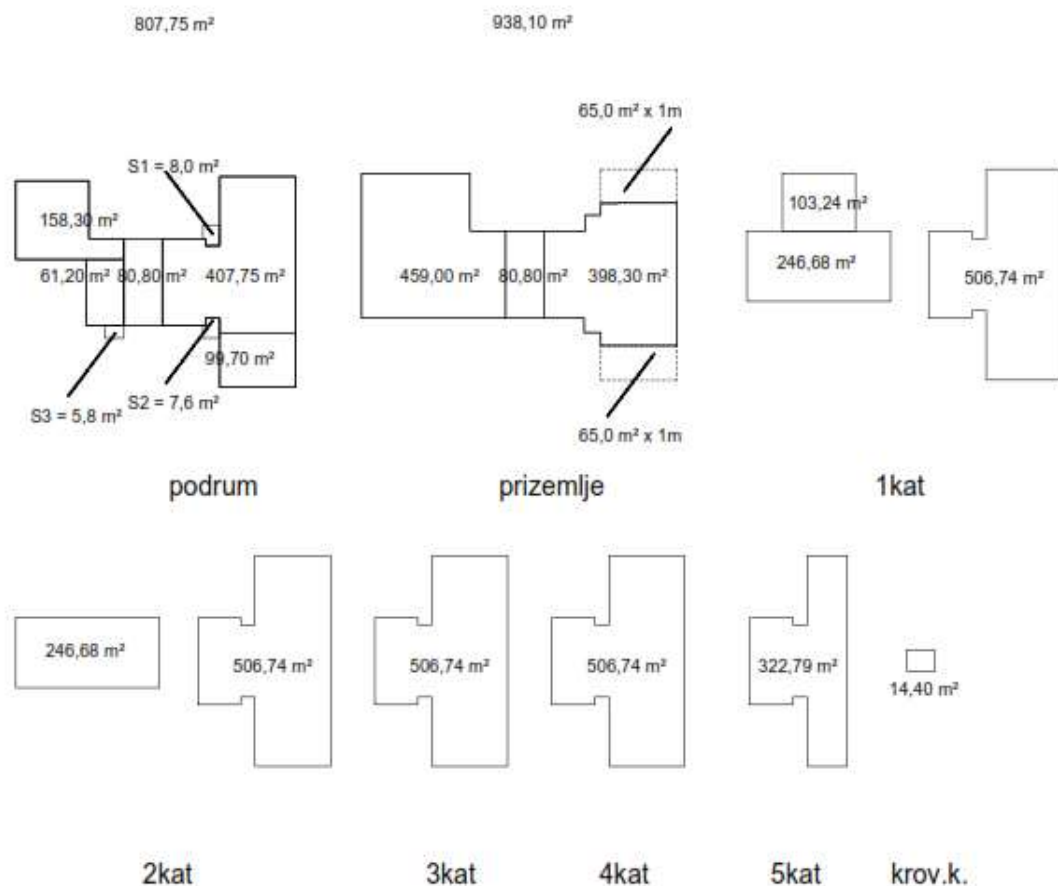 807,75 m²
938,10 m²
65,0 m² x 1m
S1 = 8,0 m²
158,30 m²
103,24 m²
61,20 m²
80,80 m²
407,75 m²
459,00 m²
80,80 m²
398,30 m²
246,68 m²
506,74 m²
99,70 m²
S3 = 5,8 m²
S2 = 7,6 m²
65,0 m² x 1m
podrum
prizemlje
1kat
246,68 m²
506,74 m²
506,74 m²
506,74 m²
322,79 m²
14,40 m²
2kat
3kat
4kat
5kat
krov.k.